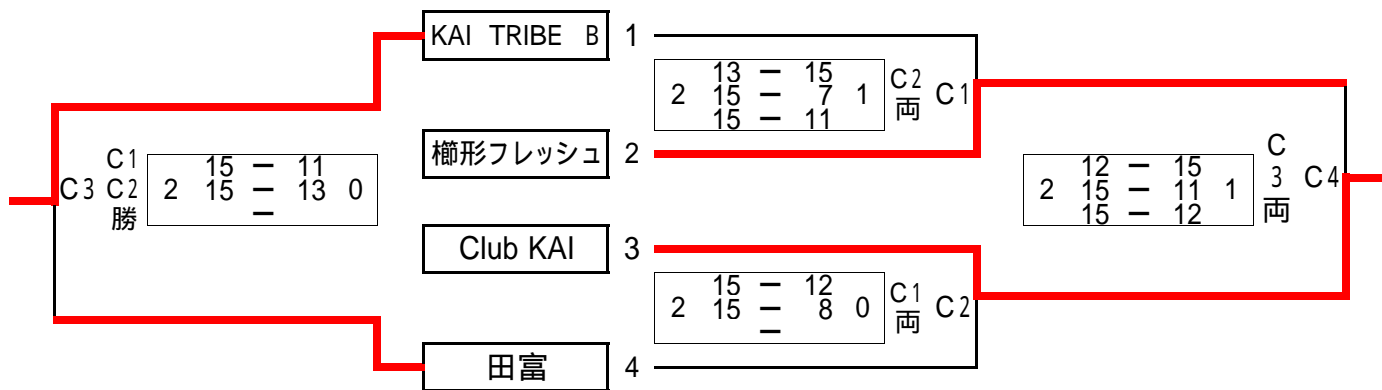 KAI TRIBE B 1
13 ー 15
2 15 ー 7 1
15 ー 11
C2
両
C1
櫛形フレッシュ 2
C3
C1
C2
勝
15 ー 11
2 15 ー 13 0
ー
12 ー 15
2 15 ー 11 1
15 ー 12
C
3
両
C4
Club KAI 3
15 ー 12
2 15 ー 8 0
ー
C1
両
C2
田富 4